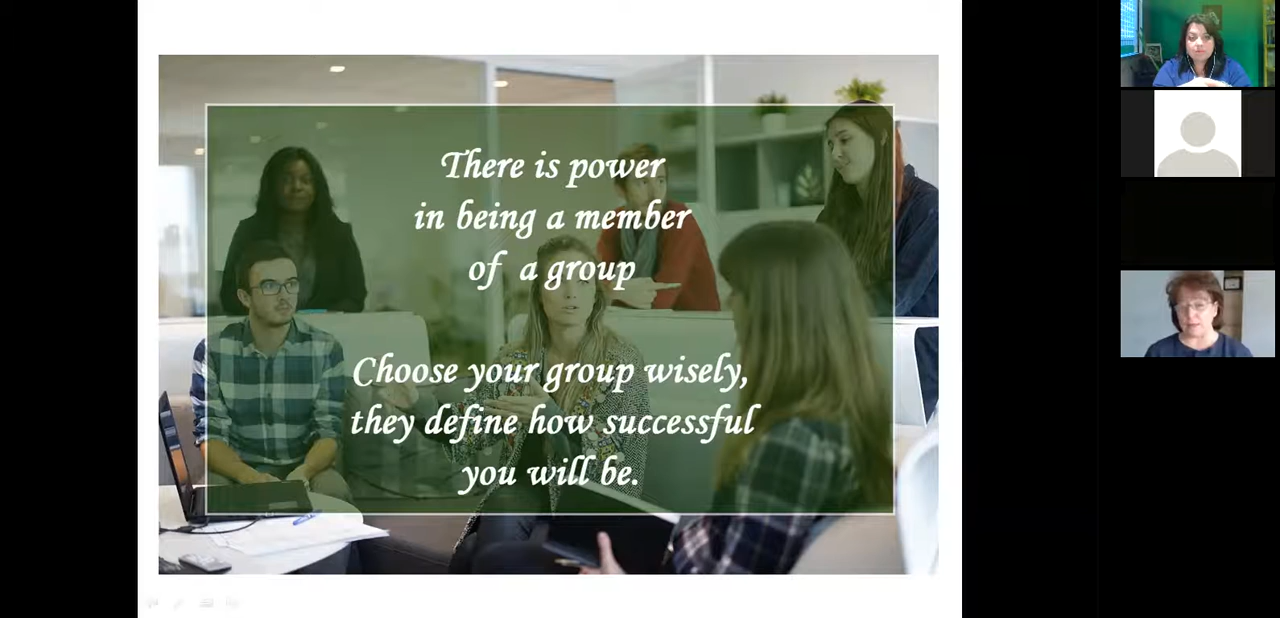 There is power
in being a member
of a group
Choose your group wisely,
they define how successful
you will be.